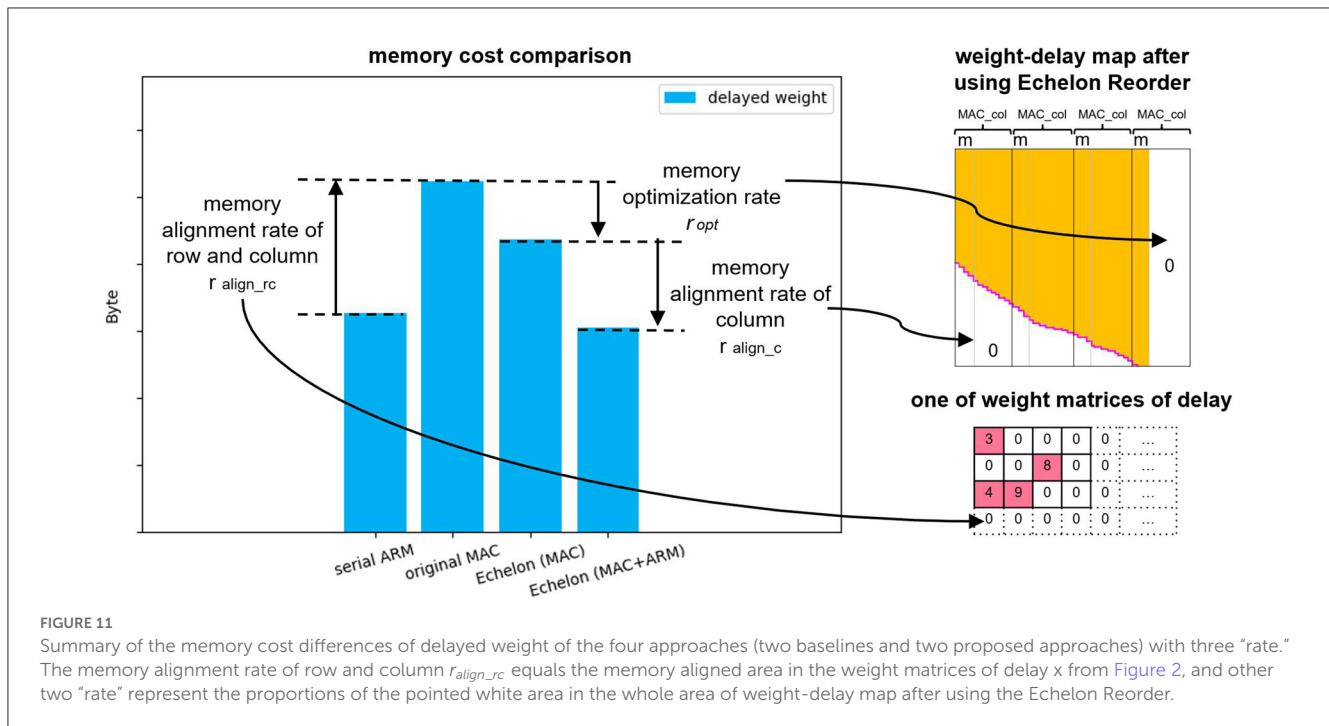 memory cost comparison
delayed weight
Byte
memory
alignment rate of
row and column
r align_rc
memory
optimization rate
r opt
memory
alignment rate of
column
r align_c
serial ARM
original MAC
Echelon (MAC)
Echelon (MAC+ARM)
weight-delay map after
using Echelon Reorder
MAC_col MAC_col MAC_col MAC_col
m m m m
0
0
one of weight matrices of delay
3 0 0 0 0 ...
0 0 8 0 0 ...
4 9 0 0 0 ...
0 0 0 0 0 ...
FIGURE 11
Summary of the memory cost differences of delayed weight of the four approaches (two baselines and two proposed approaches) with three “rate.”
The memory alignment rate of row and column r_align_rc equals the memory aligned area in the weight matrices of delay x from Figure 2, and other
two “rate” represent the proportions of the pointed white area in the whole area of weight-delay map after using the Echelon Reorder.